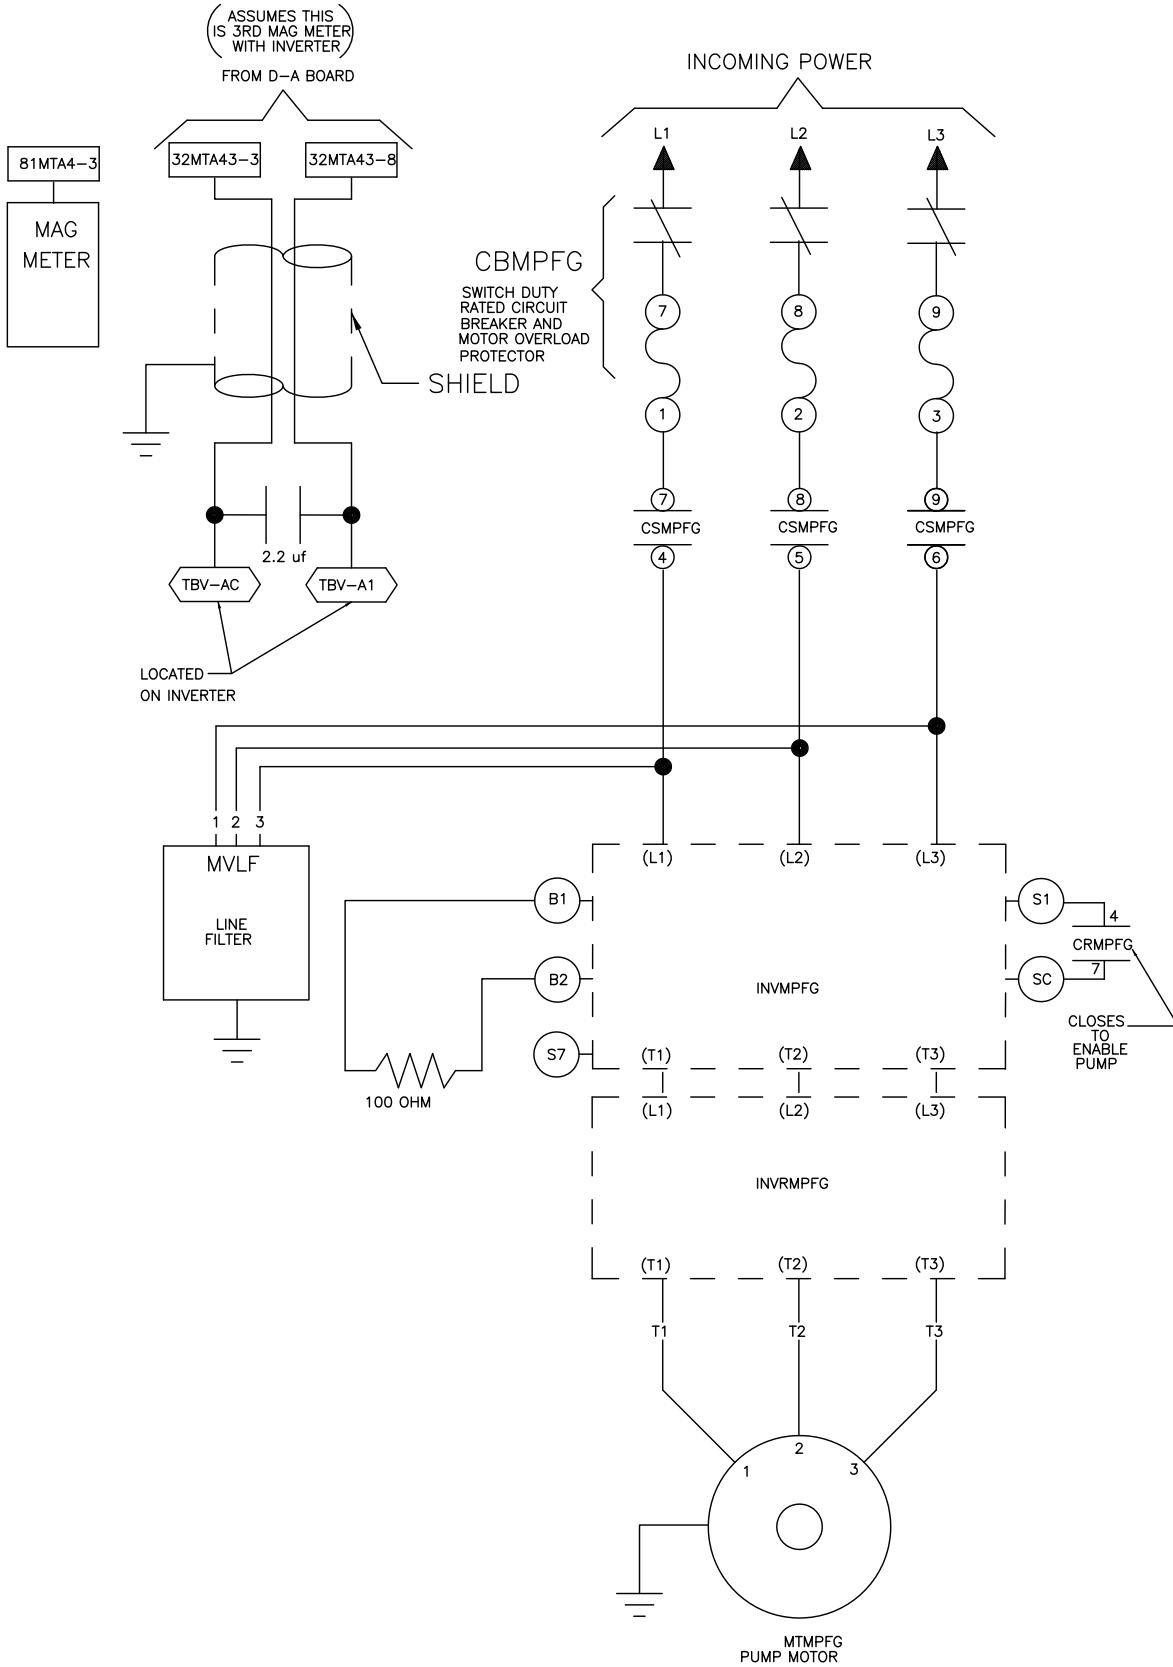 ASSUMES THIS
IS 3RD MAG METER
WITH INVERTER
FROM D-A BOARD
INCOMING POWER
L1
L2
L3
81MTA4-3
32MTA43-3
32MTA43-8
MAG
METER
CBMPFG
SWITCH DUTY
RATED CIRCUIT
BREAKER AND
MOTOR OVERLOAD
PROTECTOR
7
8
9
SHIELD
1
2
3
7
8
9
CSMPFG
CSMPFG
CSMPFG
4
5
6
2.2 uf
TBV-AC
TBV-A1
LOCATED
ON INVERTER
1
2
3
MVLF
LINE
FILTER
(L1)
(L2)
(L3)
B1
S1
4
CRMPFG
7
B2
SC
INVMPFG
CLOSES
TO
ENABLE
PUMP
S7
(T1)
(T2)
(T3)
100 OHM
(L1)
(L2)
(L3)
INVRMPFG
(T1)
(T2)
(T3)
T1
T2
T3
1
2
3
MTMPFG
PUMP MOTOR